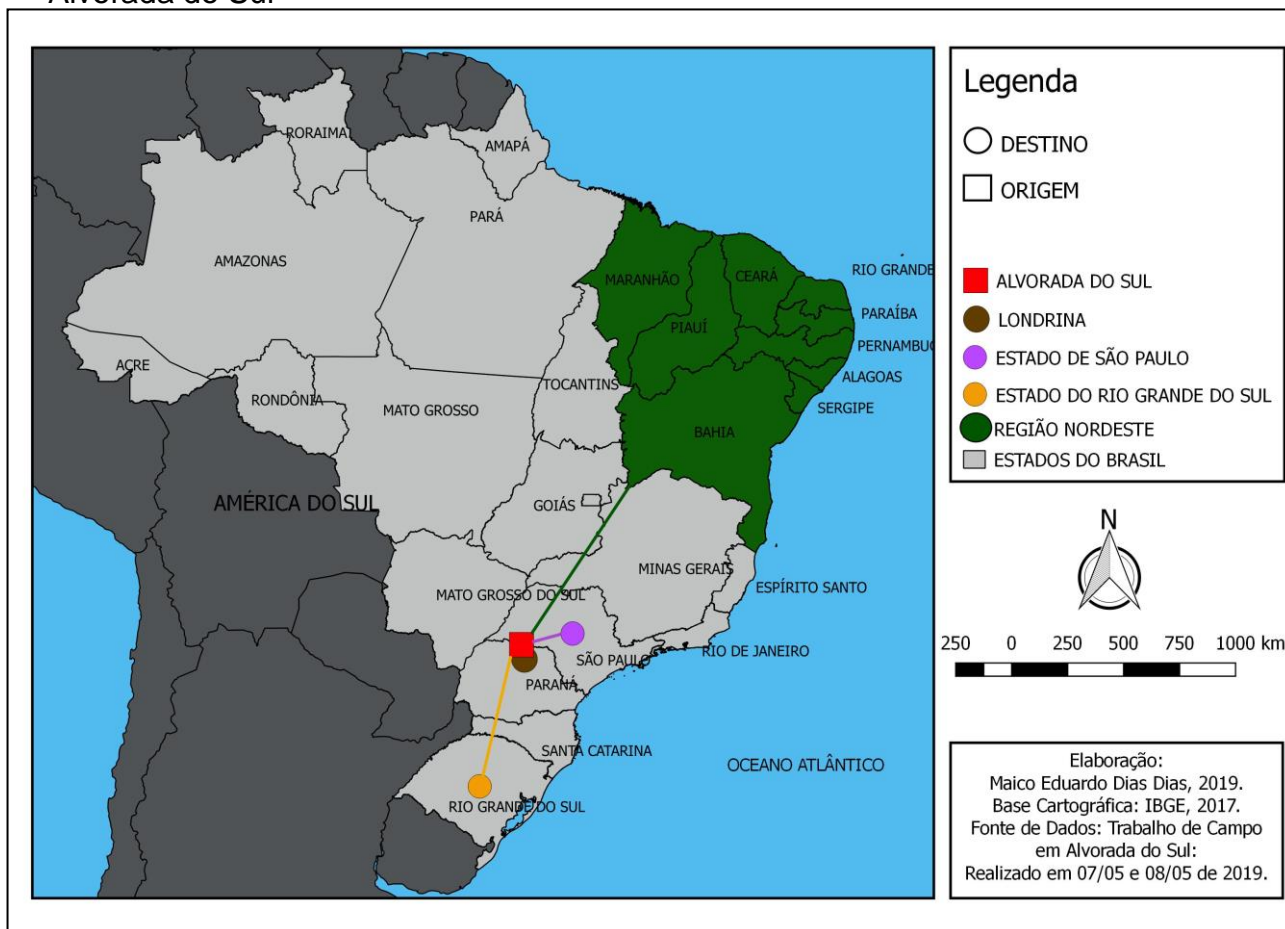 Alvorada do Sul
RORAIMA
AMAPÁ
PARÁ
AMAZONAS
MARANHÃO
CEARÁ
RIO GRANDE
PARAÍBA
PIAUÍ
PERNAMBUC
ACRE
TOCANTINS
ALAGOAS
RONDÔNIA
MATO GROSSO
SERGIPE
BAHIA
AMÉRICA DO SUL
GOIÁS
MINAS GERAIS
ESPÍRITO SANTO
MATO GROSSO DO SUL
RIO DE JANEIRO
SÃO PAULO
PARANÁ
SANTA CATARINA
OCEANO ATLÂNTICO
RIO GRANDE DO SUL
Legenda
DESTINO
ORIGEM
ALVORADA DO SUL
LONDRINA
ESTADO DE SÃO PAULO
ESTADO DO RIO GRANDE DO SUL
REGIÃO NORDESTE
ESTADOS DO BRASIL
N
250 0 250 500 750 1000 km
Elaboração:
Maico Eduardo Dias Dias, 2019.
Base Cartográfica: IBGE, 2017.
Fonte de Dados: Trabalho de Campo
em Alvorada do Sul:
Realizado em 07/05 e 08/05 de 2019.